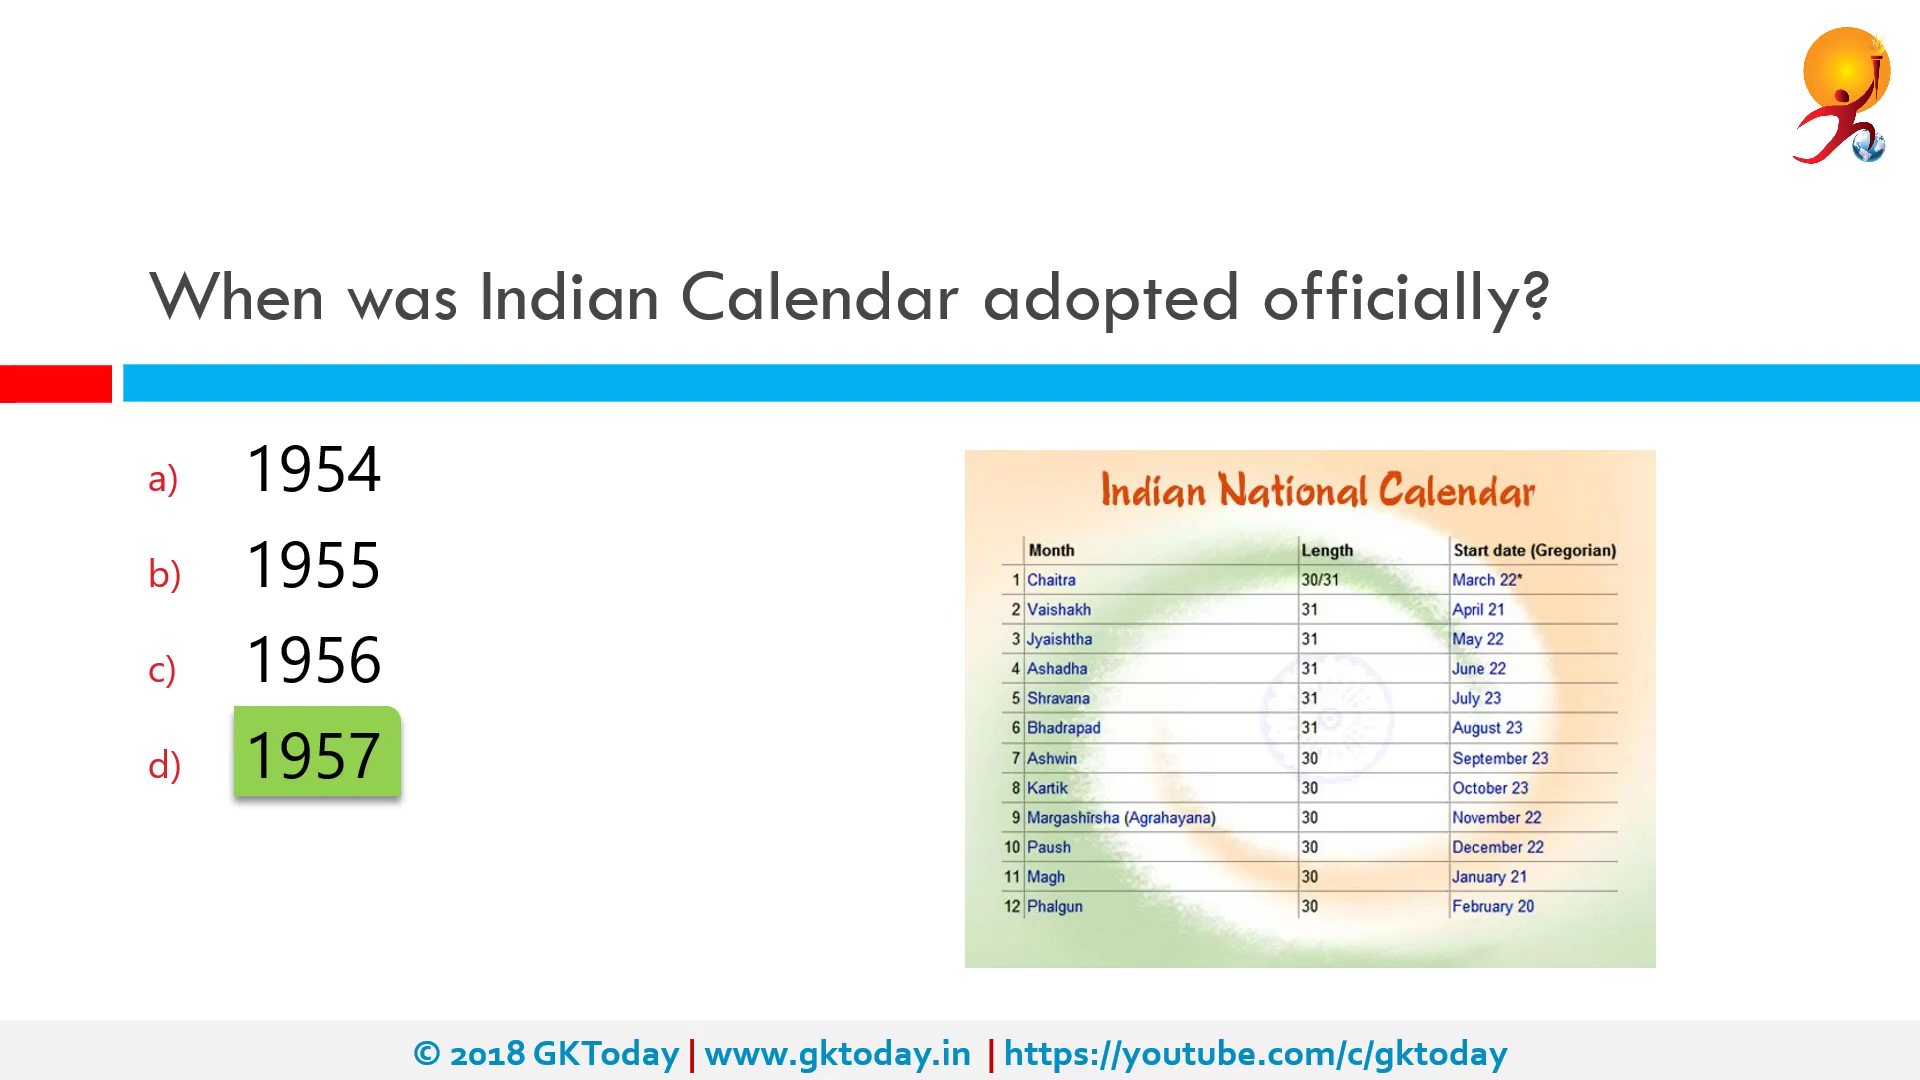 When was Indian Calendar adopted officially?
a) 1954
b) 1955
c) 1956
d) 1957
Indian National Calendar
Month Length Start date (Gregorian)
1 Chaitra 30/31 March 22*
2 Vaishakh 31 April 21
3 Jyaishtha 31 May 22
4 Ashadha 31 June 22
5 Shravana 31 July 23
6 Bhadrapad 31 August 23
7 Ashwin 30 September 23
8 Kartik 30 October 23
9 Margashīrsha (Agrahayana) 30 November 22
10 Paush 30 December 22
11 Magh 30 January 21
12 Phalgun 30 February 20
© 2018 GKToday | www.gktoday.in | https://youtube.com/c/gktoday